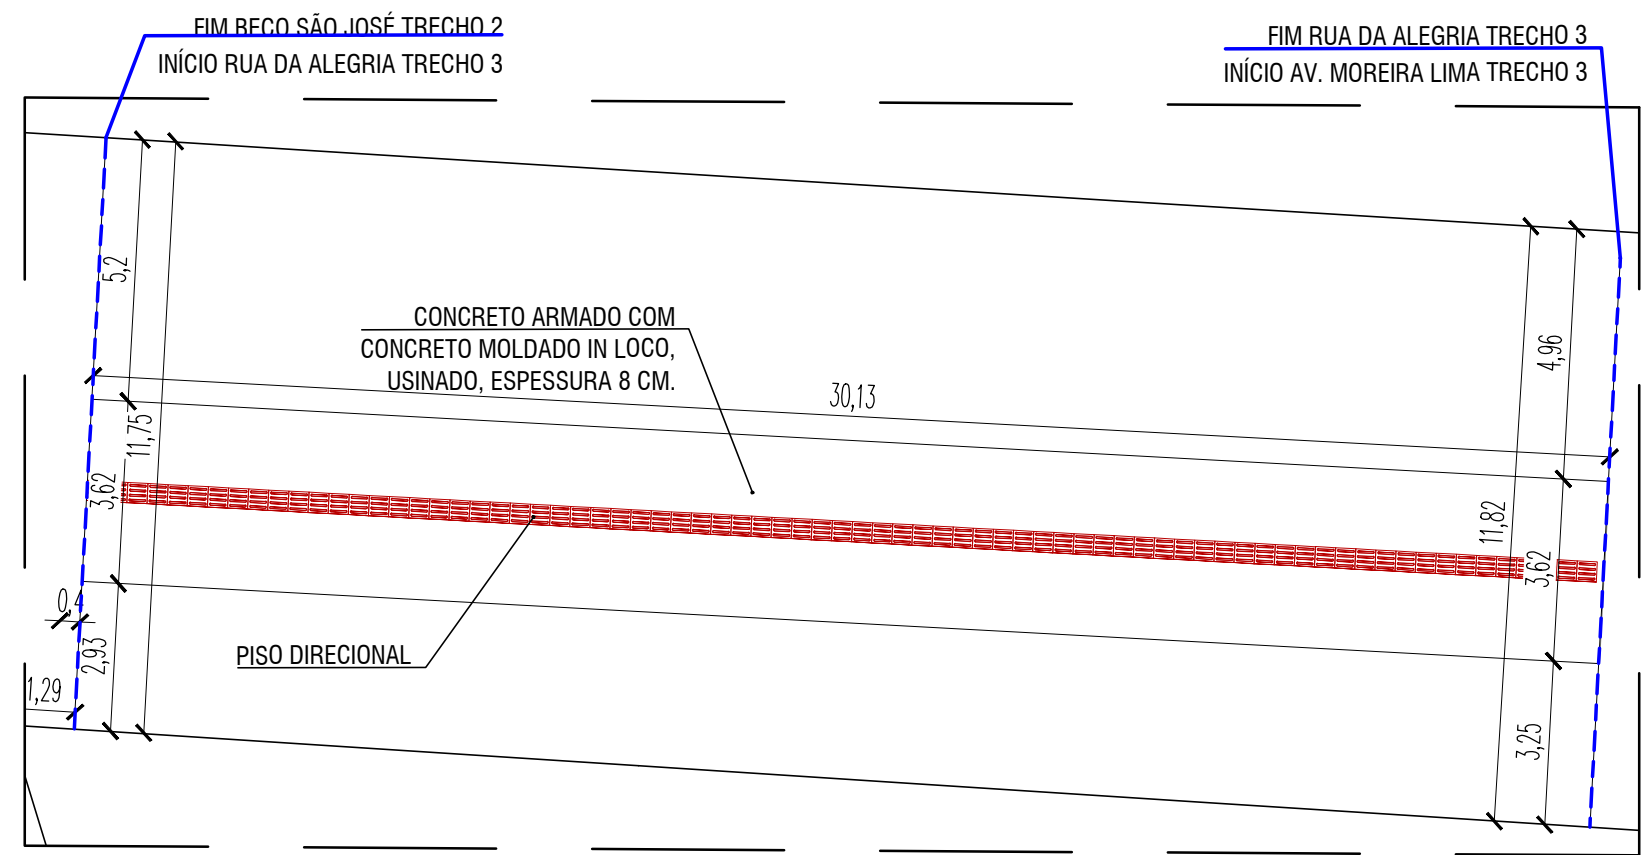 FIM BECO SÃO JOSÉ TRECHO 2
INÍCIO RUA DA ALEGRIA TRECHO 3
FIM RUA DA ALEGRIA TRECHO 3
INÍCIO AV. MOREIRA LIMA TRECHO 3
5,2
CONCRETO ARMADO COM
CONCRETO MOLDADO IN LOCO,
USINADO, ESPESSURA 8 CM.
4,96
30,13
11,75
3,62
11,82
3,62
0,4
2,93
PISO DIRECIONAL
1,29
3,25